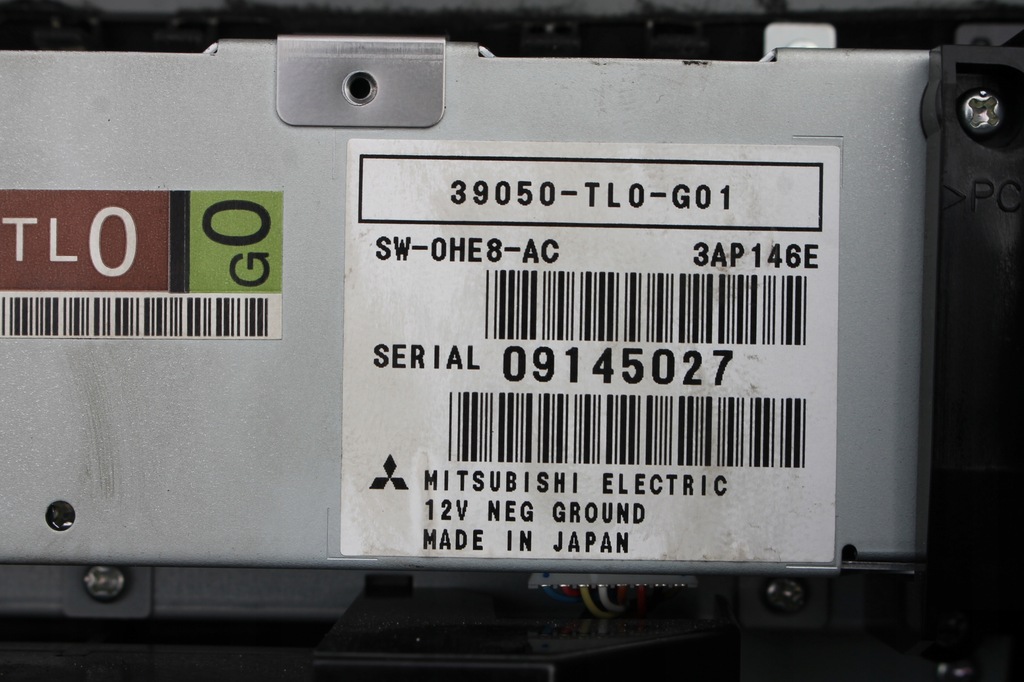 39050-TL0-G01
SW-0HE8-AC 3AP146E
SERIAL 09145027
MITSUBISHI ELECTRIC
12V NEG GROUND
MADE IN JAPAN
TL0
G0
>PC